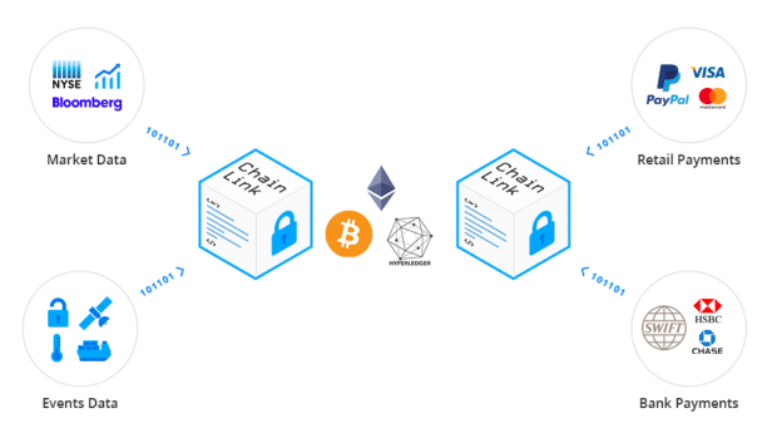 NYSE
Bloomberg
Market Data
101101
Chain
Link
<~>
</>
Events Data
101101
HYPERLEDGER
Chain
Link
<~>
</>
PayPal
VISA
mastercard
Retail Payments
101101
SWIFT
HSBC
CHASE
Bank Payments
101101